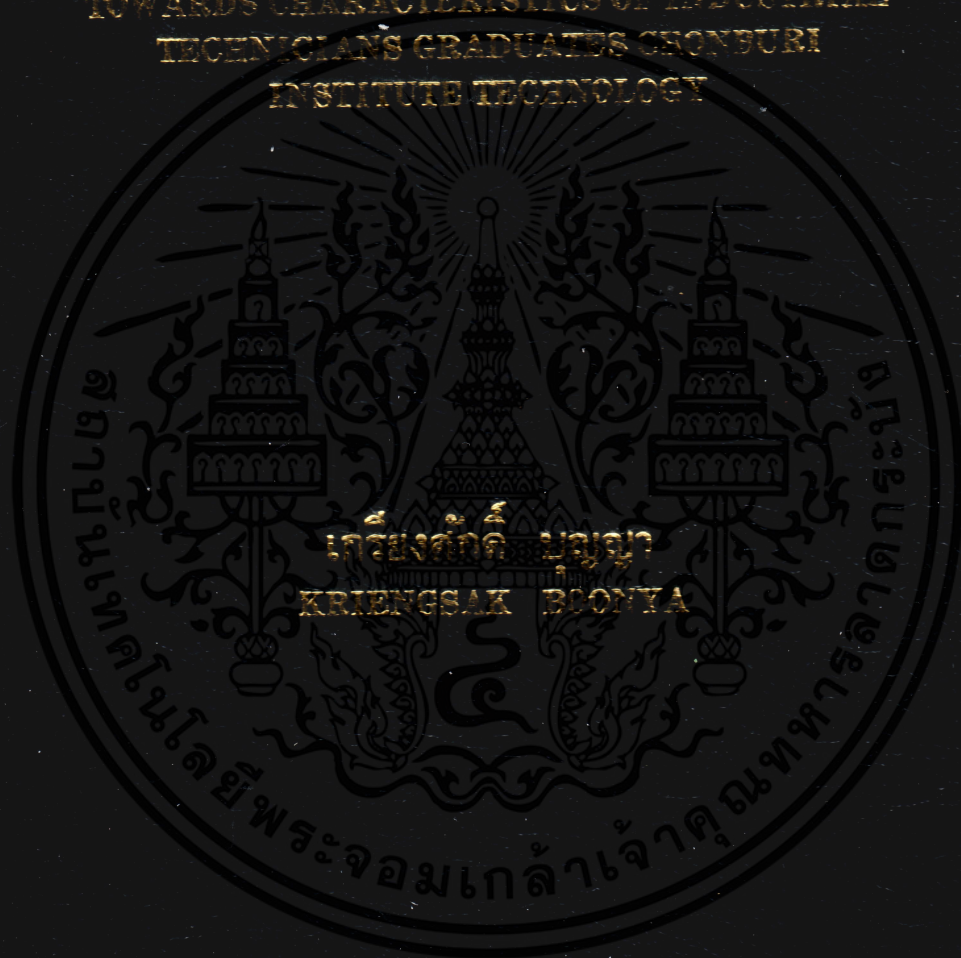 TOWARDS CHARACTERISTICS OF INDUSTRIAL
TECHNICIANS GRADUATES CHONBURI
INSTITUTE TECHNOLOGY
เกรียงศักดิ์ บุญญา
KRIENGSAK BOONYA
สถาบันเทคโนโลยีพระจอมเกล้าเจ้าคุณทหารลาดกระบัง
๔